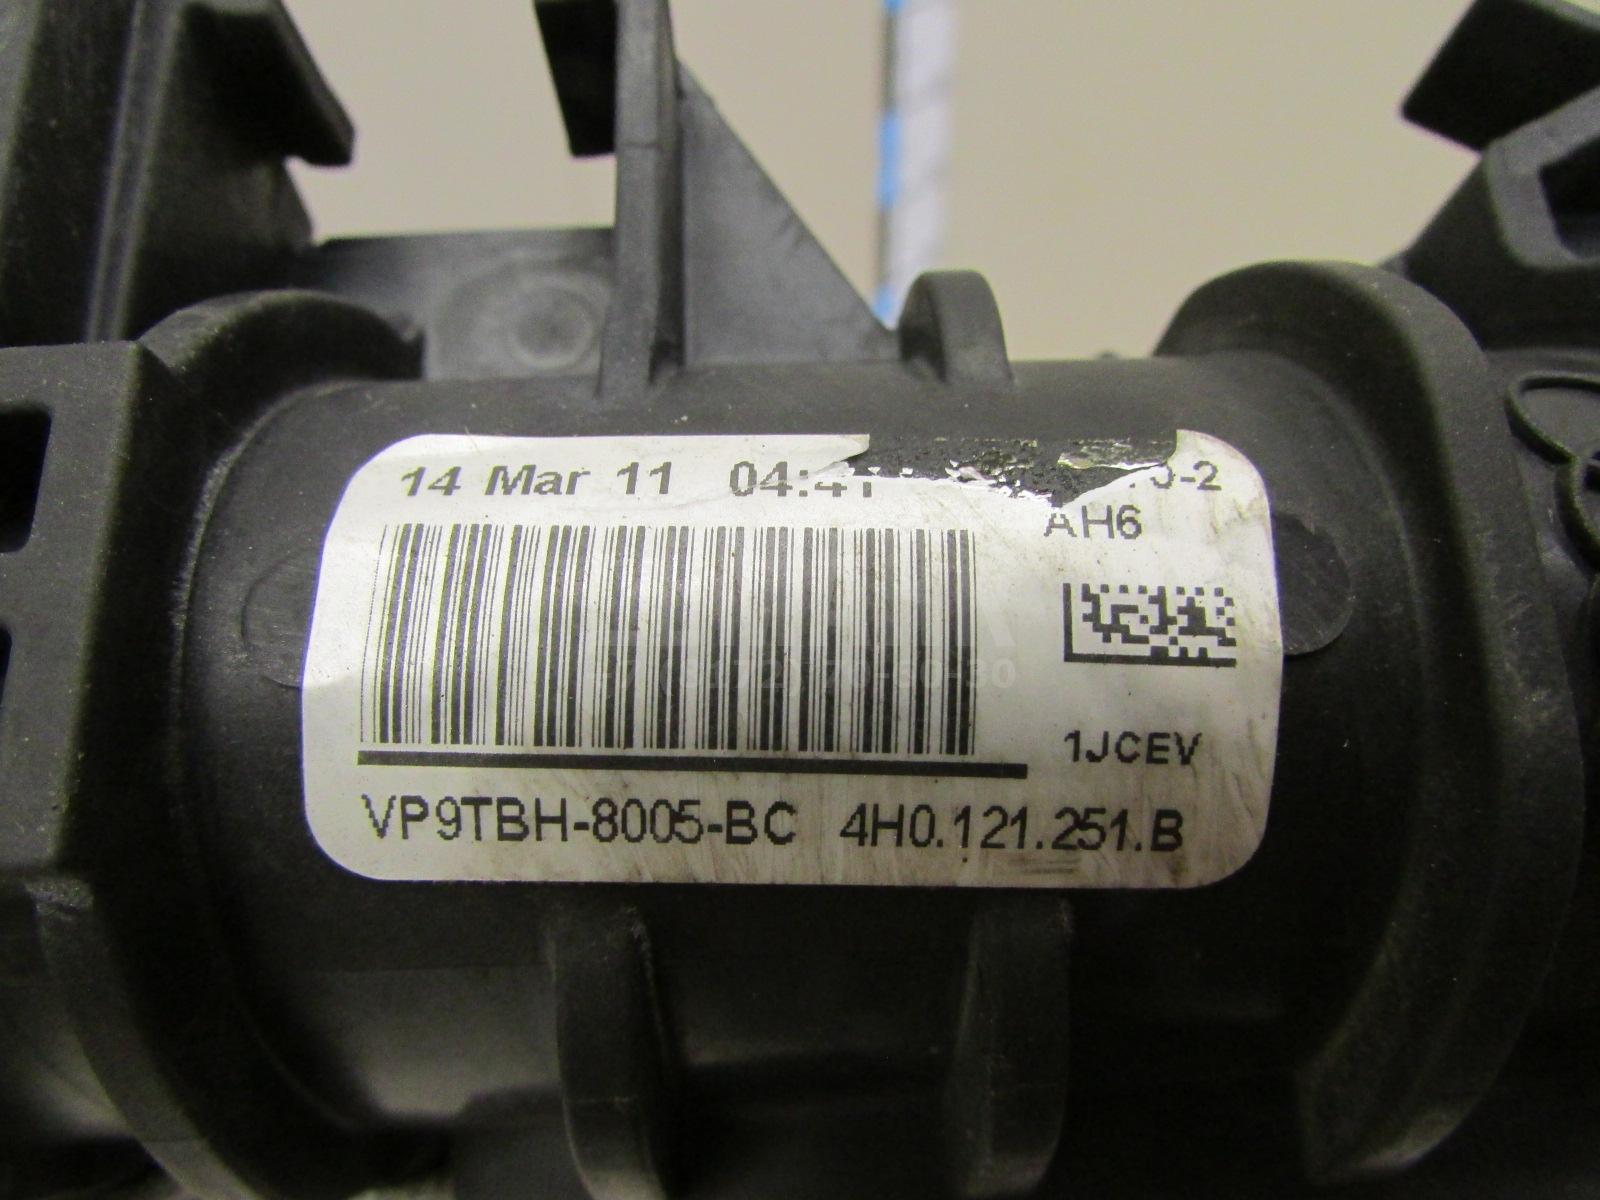 14 Mar 11 04:41
AH6
1JCEV
VP9TBH-8005-BC 4H0.121.251.B